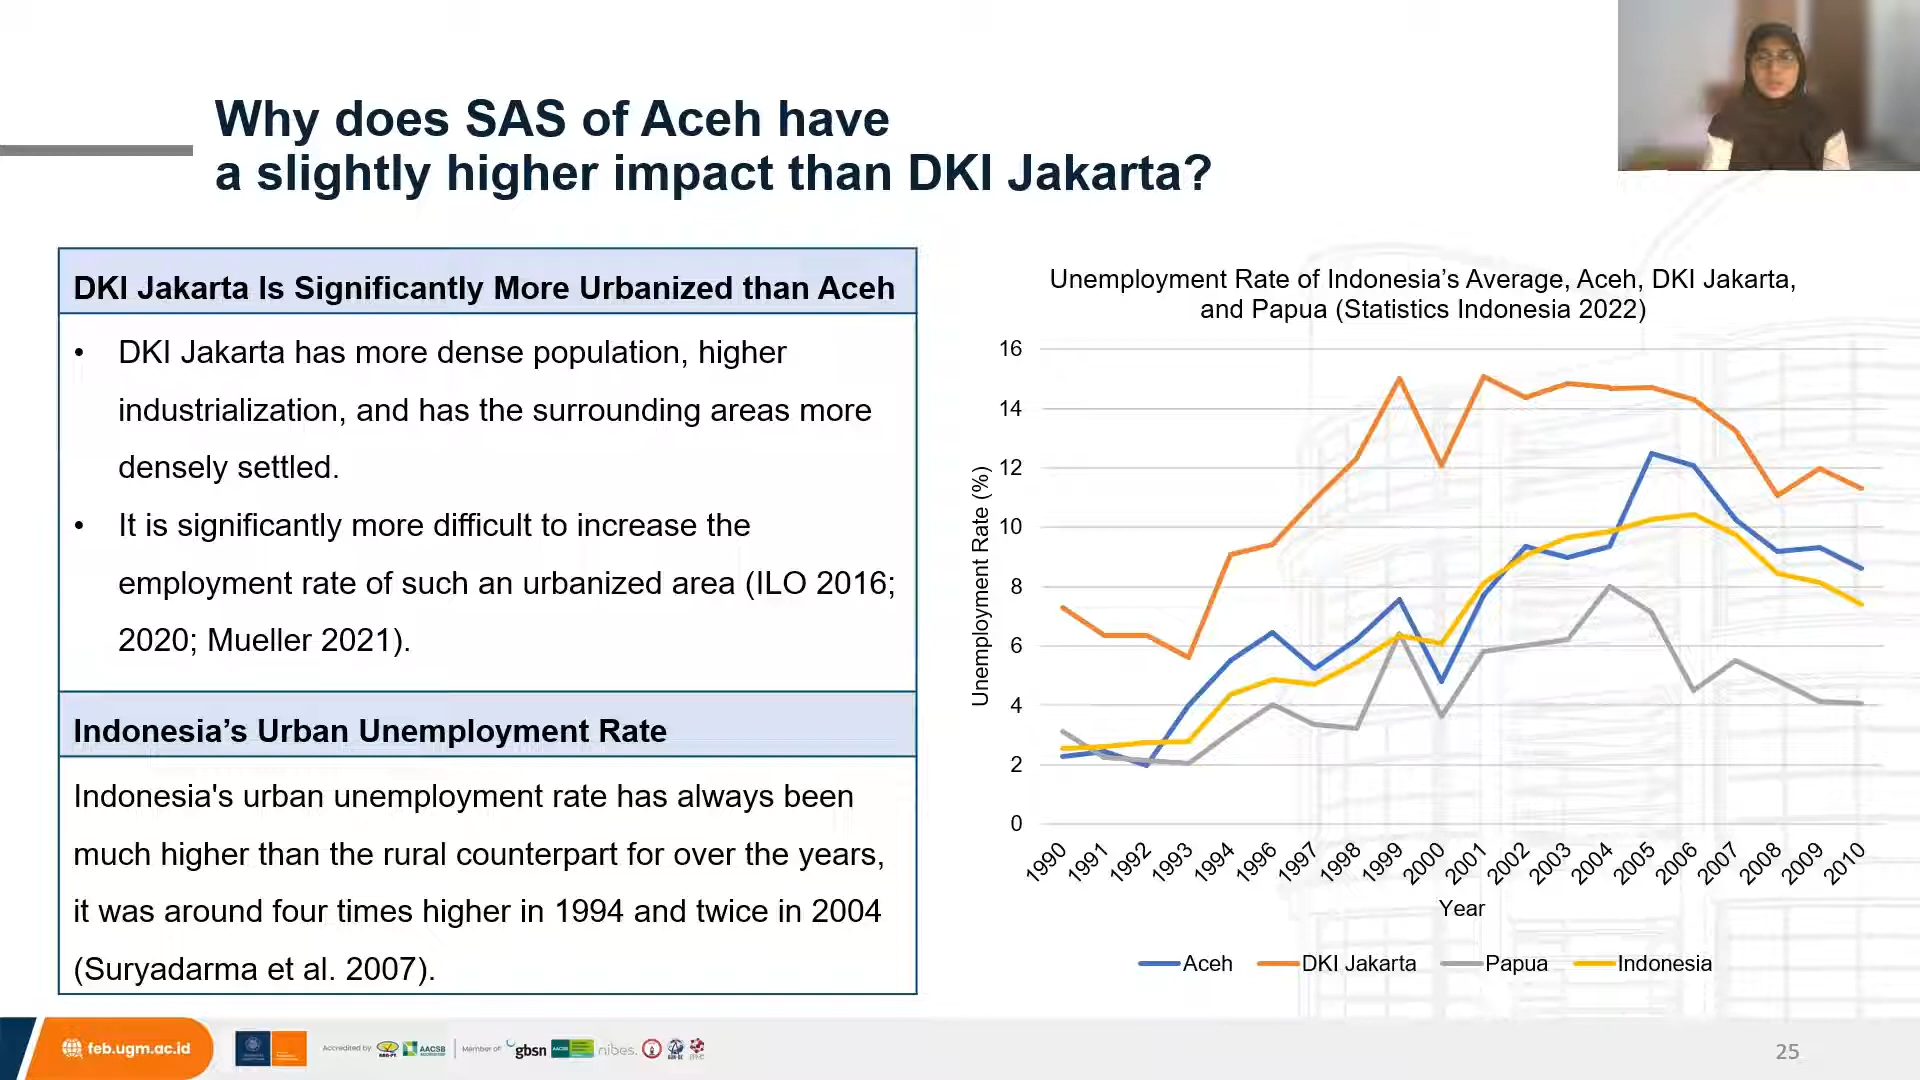 Why does SAS of Aceh have
a slightly higher impact than DKI Jakarta?
DKI Jakarta Is Significantly More Urbanized than Aceh
• DKI Jakarta has more dense population, higher
industrialization, and has the surrounding areas more
densely settled.
• It is significantly more difficult to increase the
employment rate of such an urbanized area (ILO 2016;
2020; Mueller 2021).
Indonesia’s Urban Unemployment Rate
Indonesia's urban unemployment rate has always been
much higher than the rural counterpart for over the years,
it was around four times higher in 1994 and twice in 2004
(Suryadarma et al. 2007).
Unemployment Rate of Indonesia’s Average, Aceh, DKI Jakarta,
and Papua (Statistics Indonesia 2022)
Unemployment Rate (%)
16
14
12
10
8
6
4
2
0
1990 1991 1992 1993 1994 1996 1997 1998 1999 2000 2001 2002 2003 2004 2005 2006 2007 2008 2009 2010
Year
Aceh DKI Jakarta Papua Indonesia
feb.ugm.ac.id
Accredited by AACSB Member of gbsn nibes.
25